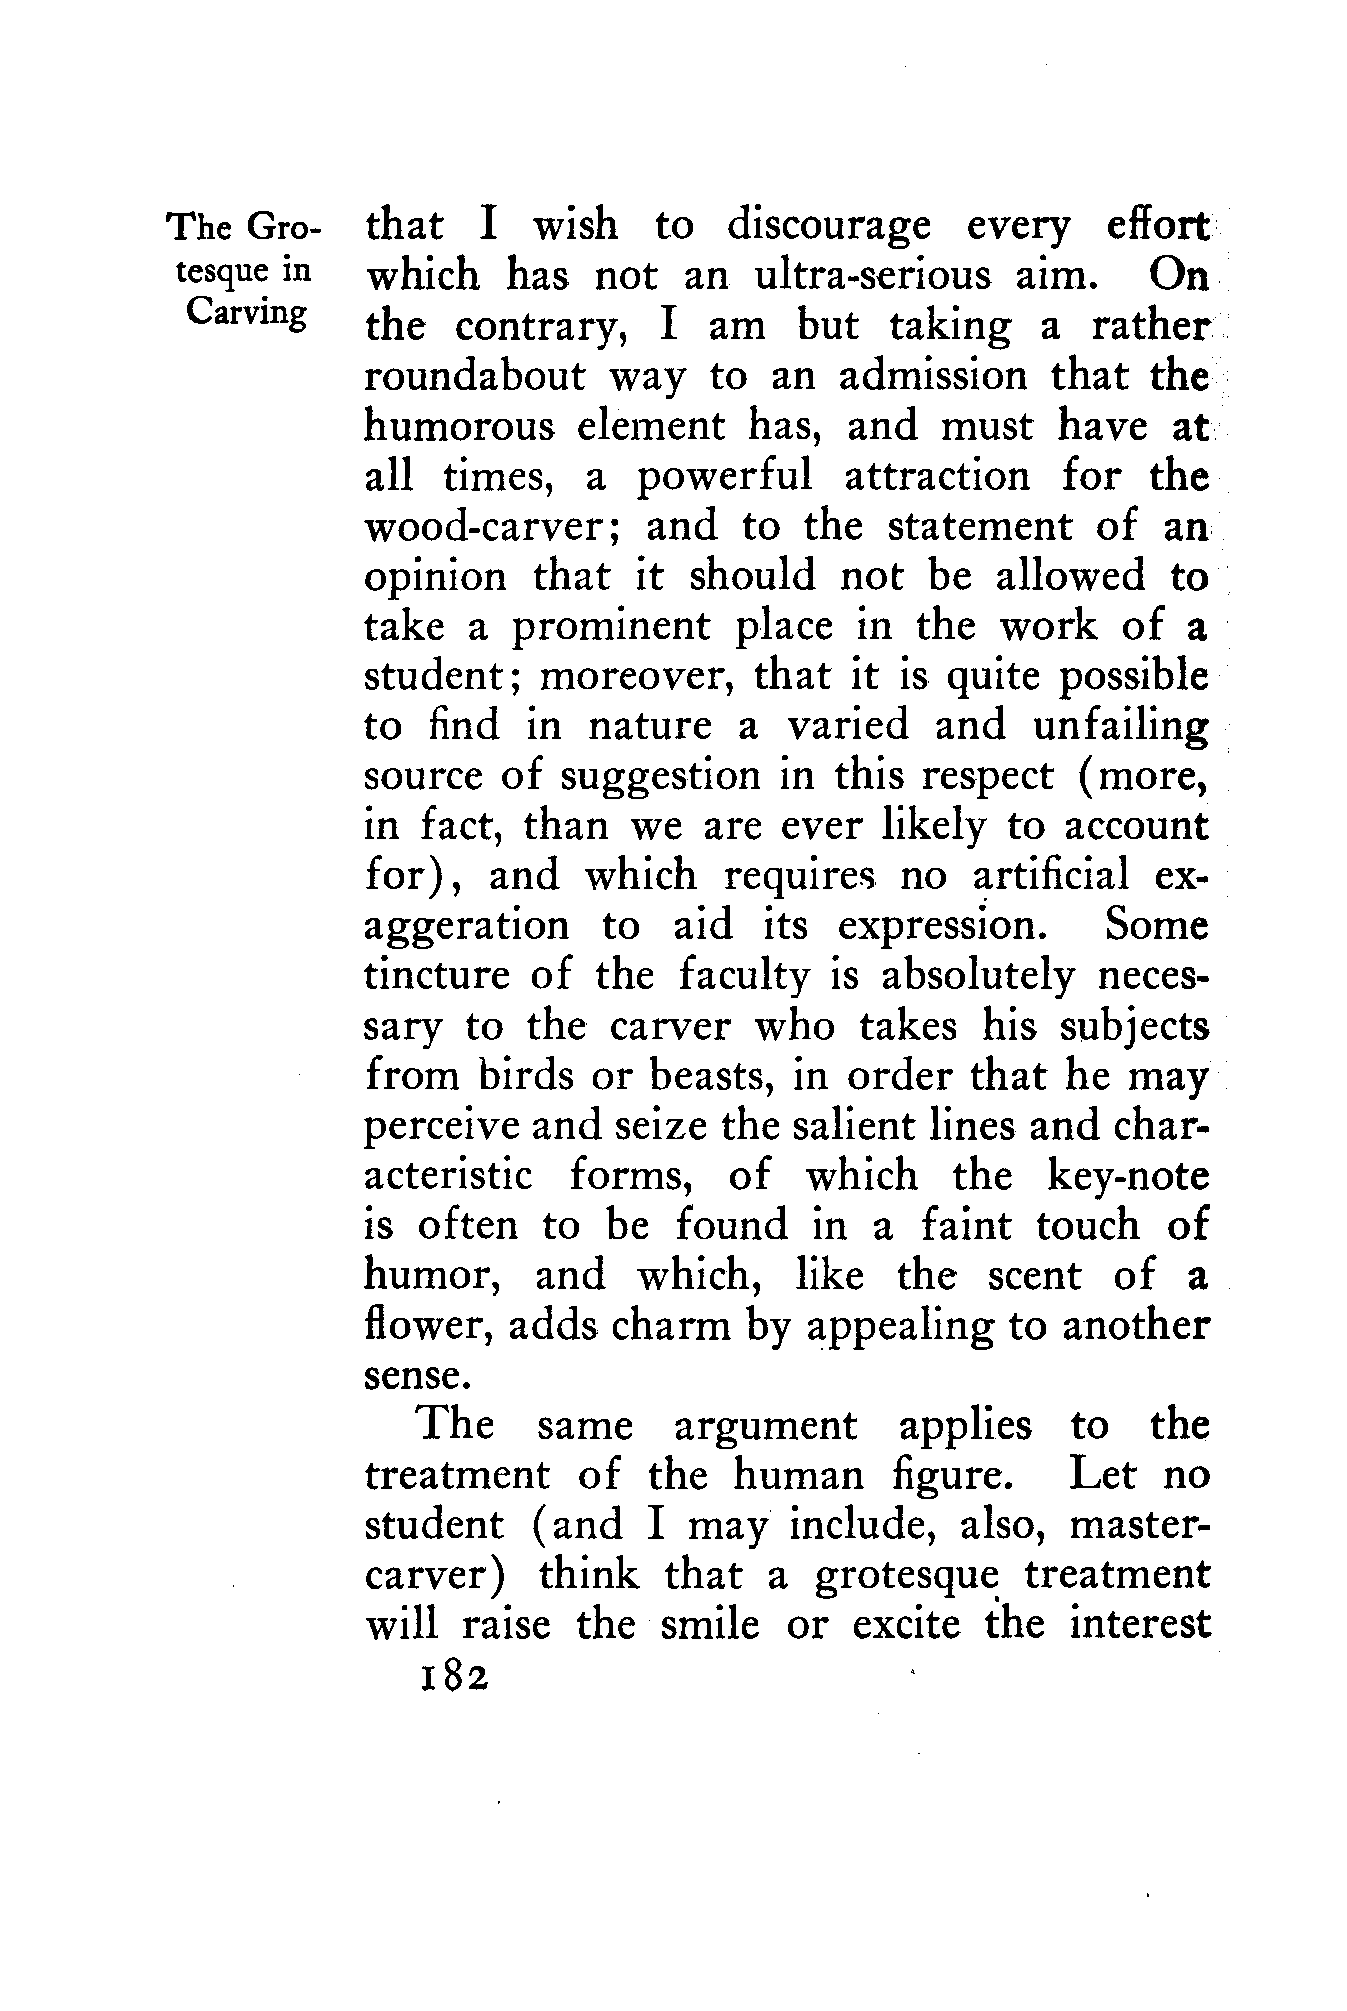 The Gro-
tesque in
Carving
that I wish to discourage every effort
which has not an ultra-serious aim. On
the contrary, I am but taking a rather
roundabout way to an admission that the
humorous element has, and must have at
all times, a powerful attraction for the
wood-carver; and to the statement of an
opinion that it should not be allowed to
take a prominent place in the work of a
student; moreover, that it is quite possible
to find in nature a varied and unfailing
source of suggestion in this respect (more,
in fact, than we are ever likely to account
for), and which requires no artificial ex-
aggeration to aid its expression. Some
tincture of the faculty is absolutely neces-
sary to the carver who takes his subjects
from birds or beasts, in order that he may
perceive and seize the salient lines and char-
acteristic forms, of which the key-note
is often to be found in a faint touch of
humor, and which, like the scent of a
flower, adds charm by appealing to another
sense.
The same argument applies to the
treatment of the human figure. Let no
student (and I may include, also, master-
carver) think that a grotesque treatment
will raise the smile or excite the interest
182